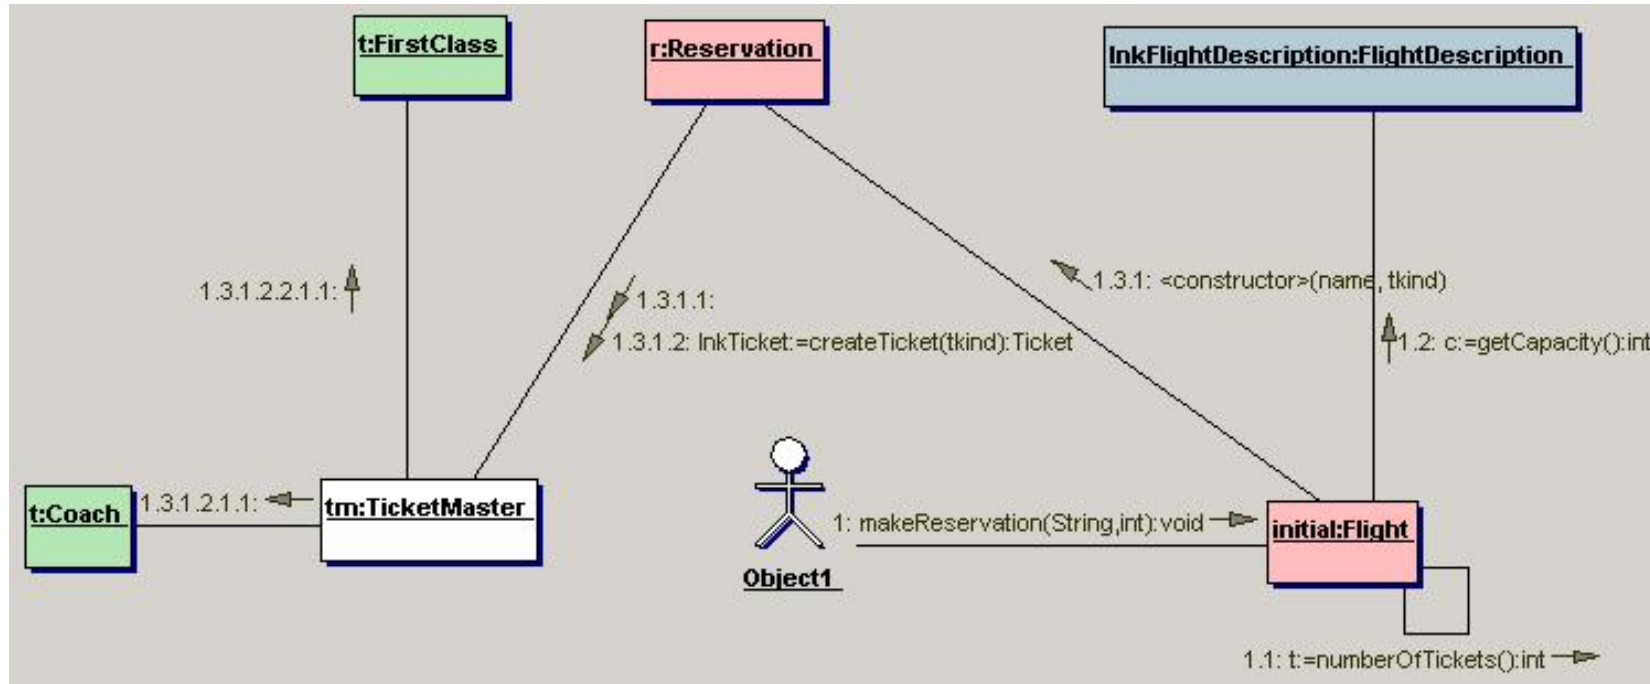 t:FirstClass
r:Reservation
lnkFlightDescription:FlightDescription
1.3.1.2.2.1.1:
1.3.1.1:
1.3.1: <constructor>(name, tkind)
1.3.1.2: lnkTicket:=createTicket(tkind):Ticket
1.2: c:=getCapacity():int
t:Coach
1.3.1.2.1.1:
tm:TicketMaster
1: makeReservation(String,int):void
initial:Flight
Object1
1.1: t:=numberOfTickets():int